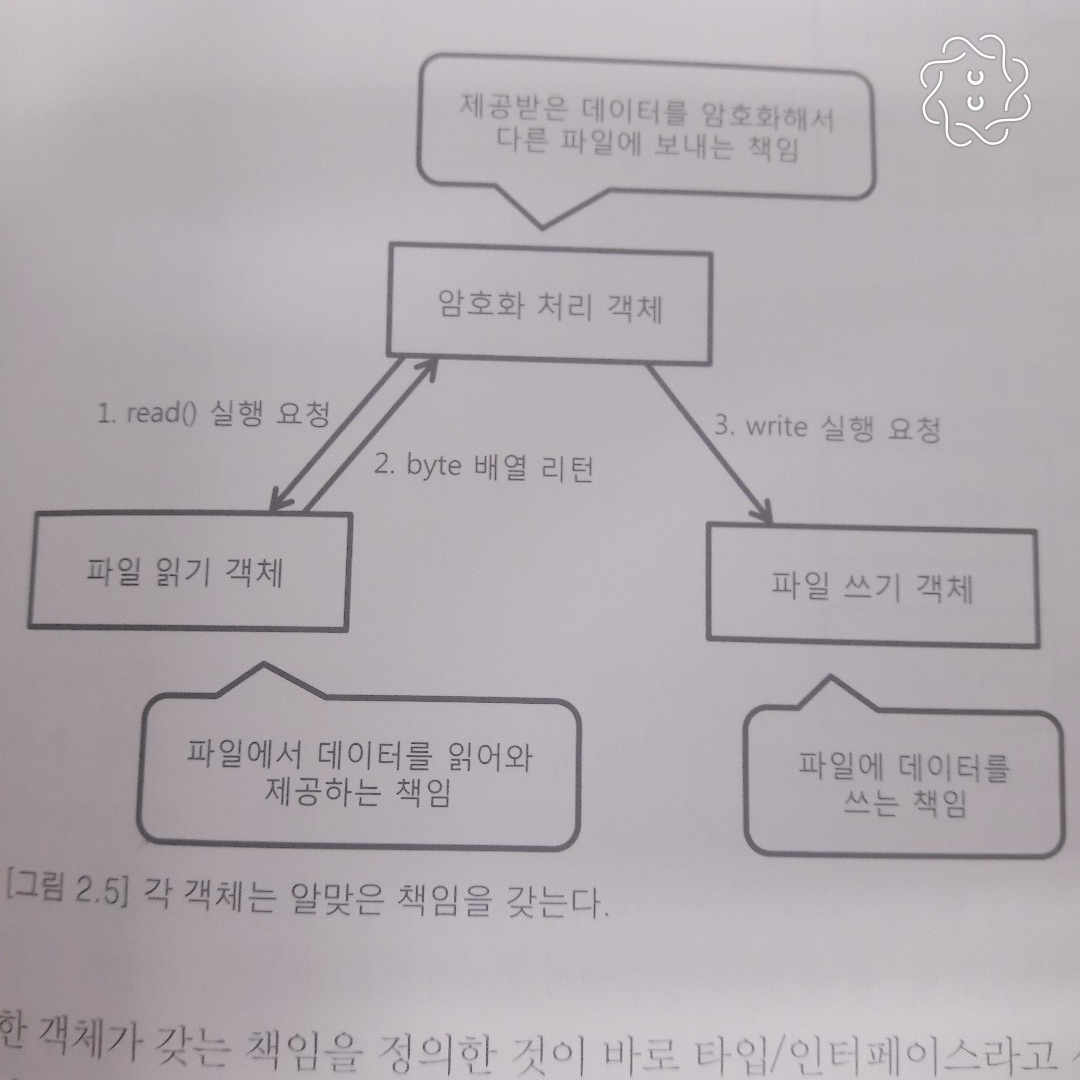 제공받은 데이터를 암호화해서
다른 파일에 보내는 책임
암호화 처리 객체
1. read() 실행 요청
2. byte 배열 리턴
3. write 실행 요청
파일 읽기 객체
파일 쓰기 객체
파일에서 데이터를 읽어와
제공하는 책임
파일에 데이터를
쓰는 책임
[그림 2.5] 각 객체는 알맞은 책임을 갖는다.
한 객체가 갖는 책임을 정의한 것이 바로 타입/인터페이스라고